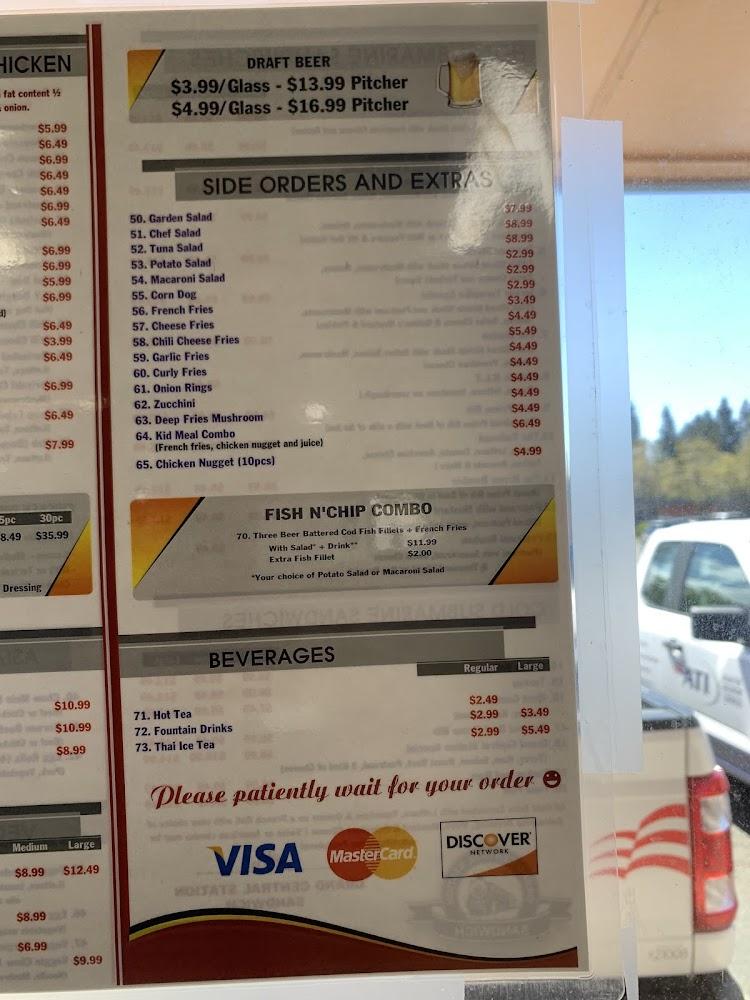 HICKEN
fat content ½
onion.
$5.99
$6.49
$6.99
$6.49
$6.49
$6.99
$6.49
$6.99
$6.99
$5.99
$6.99
$6.49
$3.99
$6.49
$6.99
$6.49
$7.99
5pc 30pc
8.49 $35.99
Dressing
$10.99
$10.99
$8.99
Medium Large
$8.99 $12.49
$8.99
$6.99
$9.99
DRAFT BEER
$3.99/Glass - $13.99 Pitcher
$4.99/Glass - $16.99 Pitcher
SIDE ORDERS AND EXTRAS
50. Garden Salad $7.99
51. Chef Salad $8.99
52. Tuna Salad $8.99
53. Potato Salad $2.99
54. Macaroni Salad $2.99
55. Corn Dog $2.99
56. French Fries $3.49
57. Cheese Fries $4.49
58. Chili Cheese Fries $5.49
59. Garlic Fries $4.49
60. Curly Fries $4.49
61. Onion Rings $4.49
62. Zucchini $4.49
63. Deep Fries Mushroom $4.49
64. Kid Meal Combo $6.49
(French fries, chicken nugget and juice)
65. Chicken Nugget (10pcs) $4.99
FISH N'CHIP COMBO
70. Three Beer Battered Cod Fish Fillets + French Fries
With Salad* + Drink** $11.99
Extra Fish Fillet $2.00
*Your choice of Potato Salad or Macaroni Salad
BEVERAGES
Regular Large
71. Hot Tea $2.49
72. Fountain Drinks $2.99 $3.49
73. Thai Ice Tea $2.99 $5.49
Please patiently wait for your order
VISA MasterCard DISCOVER
NETWORK
ATI